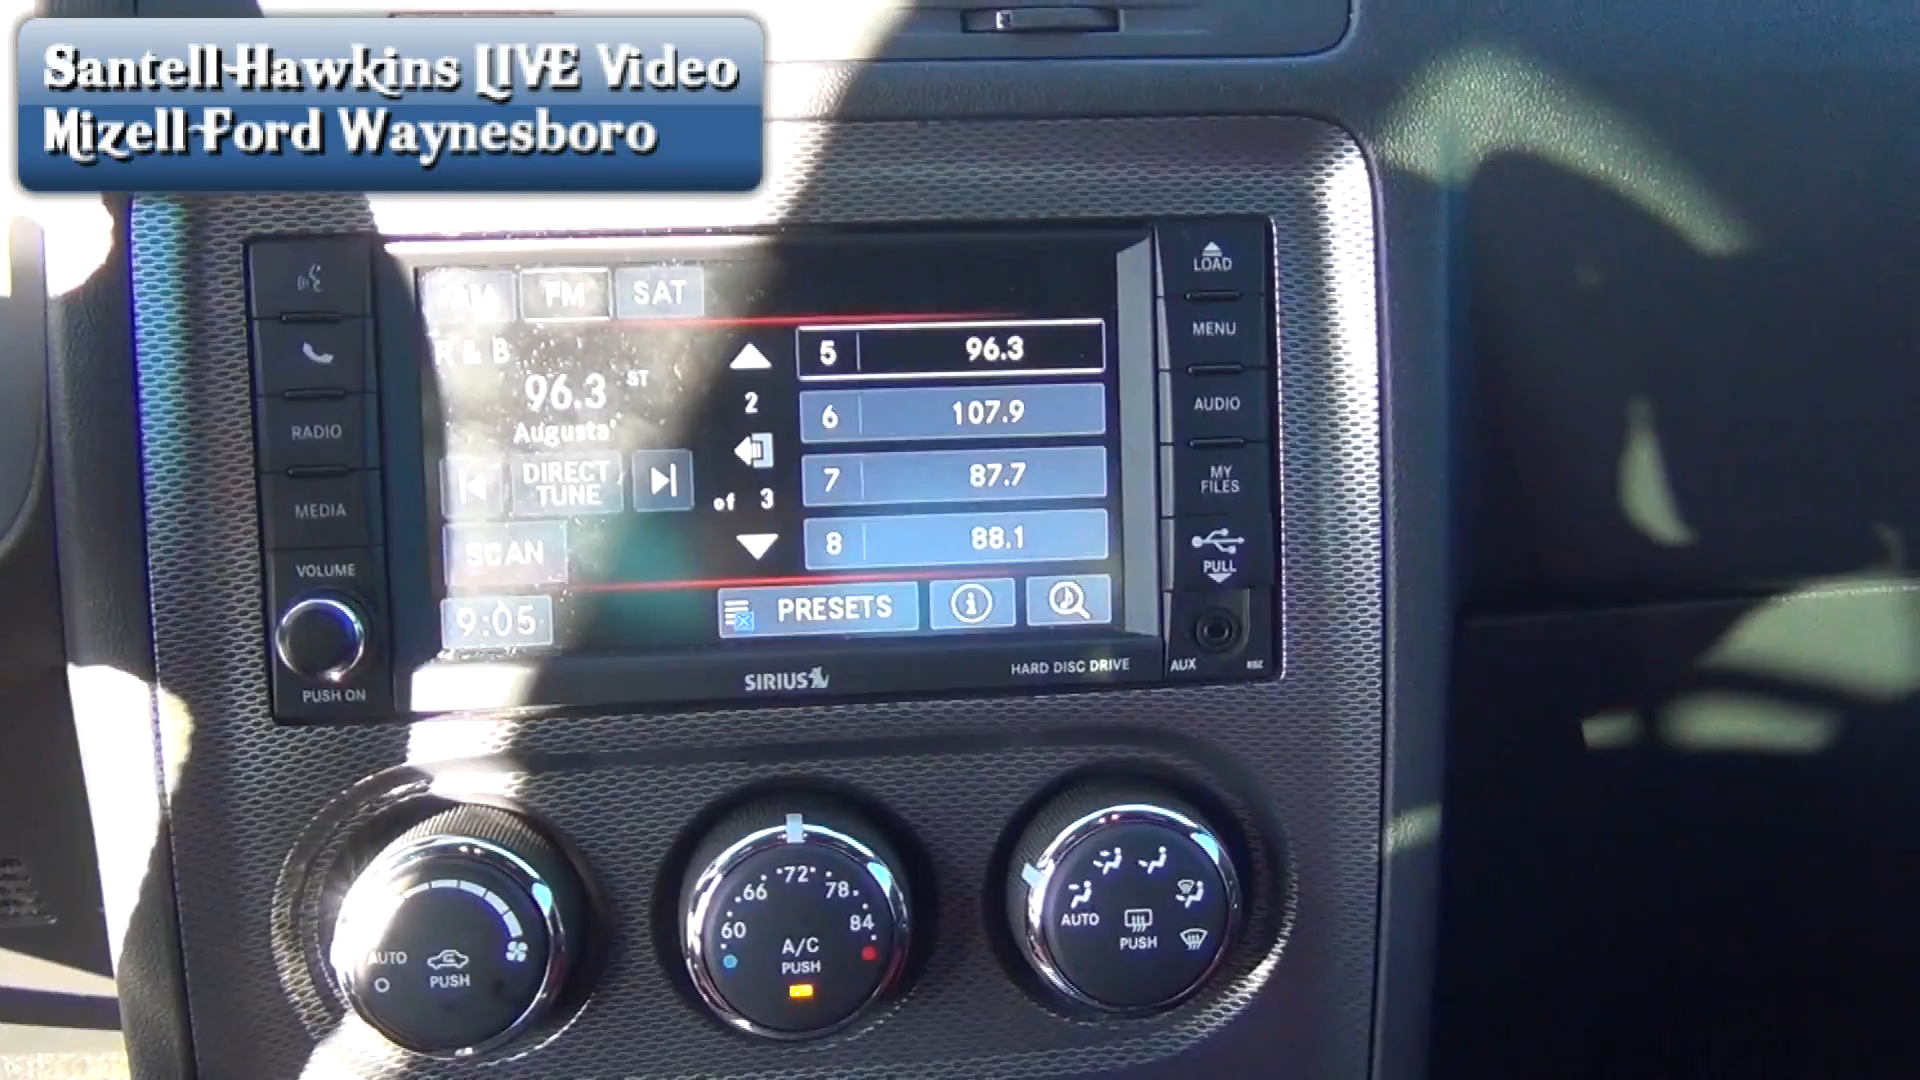 Santell Hawkins LIVE Video
Mizell Ford Waynesboro
FM
SAT
LOAD
R & B
5 96.3
MENU
96.3 ST
2
6 107.9
AUDIO
RADIO
Augusta
DIRECT TUNE
7 87.7
MY FILES
MEDIA
of 3
SCAN
8 88.1
PULL
VOLUME
9:05
PRESETS
i
PUSH ON
SIRIUS
HARD DISC DRIVE
AUX
RBZ
AUTO
PUSH
60
66
72
78
84
A/C
PUSH
AUTO
PUSH